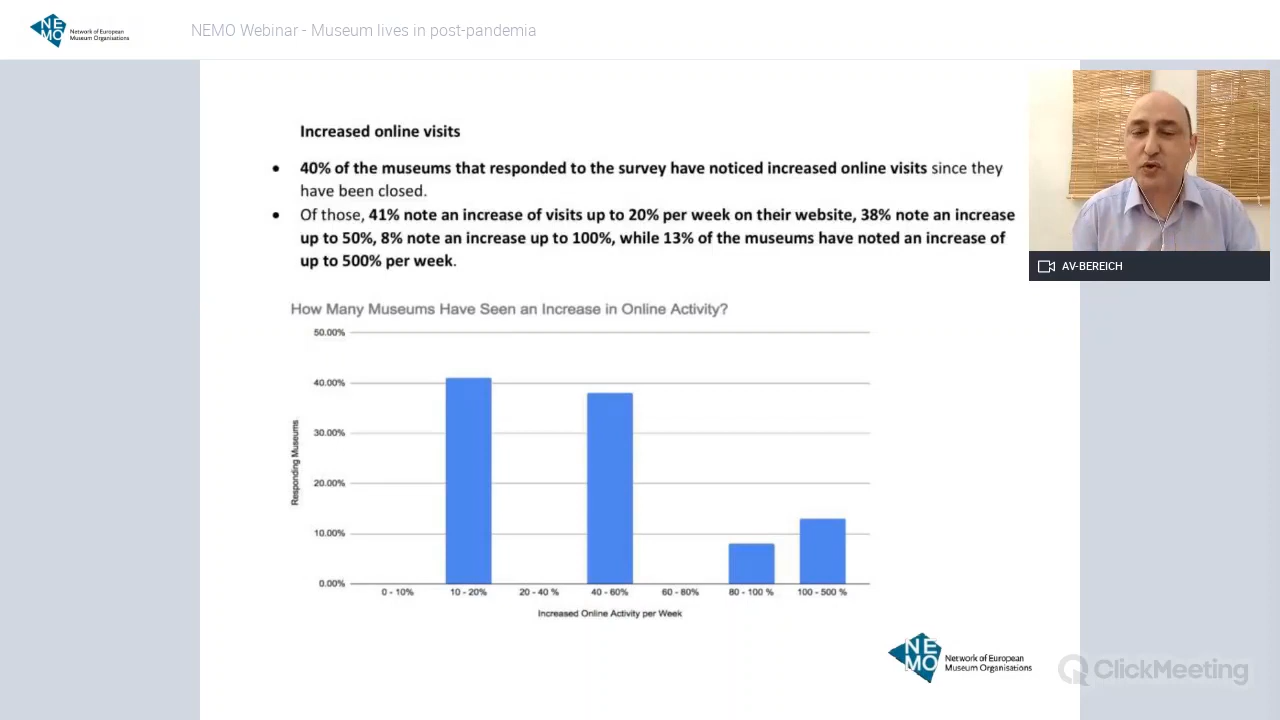 NE
MO
Network of European
Museum Organisations
NEMO Webinar - Museum lives in post-pandemia
AV-BEREICH
Increased online visits
• 40% of the museums that responded to the survey have noticed increased online visits since they
have been closed.
• Of those, 41% note an increase of visits up to 20% per week on their website, 38% note an increase
up to 50%, 8% note an increase up to 100%, while 13% of the museums have noted an increase of
up to 500% per week.
How Many Museums Have Seen an Increase in Online Activity?
50.00%
40.00%
30.00%
20.00%
10.00%
0.00%
Responding Museums
0 - 10% 10 - 20% 20 - 40 % 40 - 60% 60 - 80% 80 - 100 % 100 - 500 %
Increased Online Activity per Week
NE
MO
Network of European
Museum Organisations
ClickMeeting